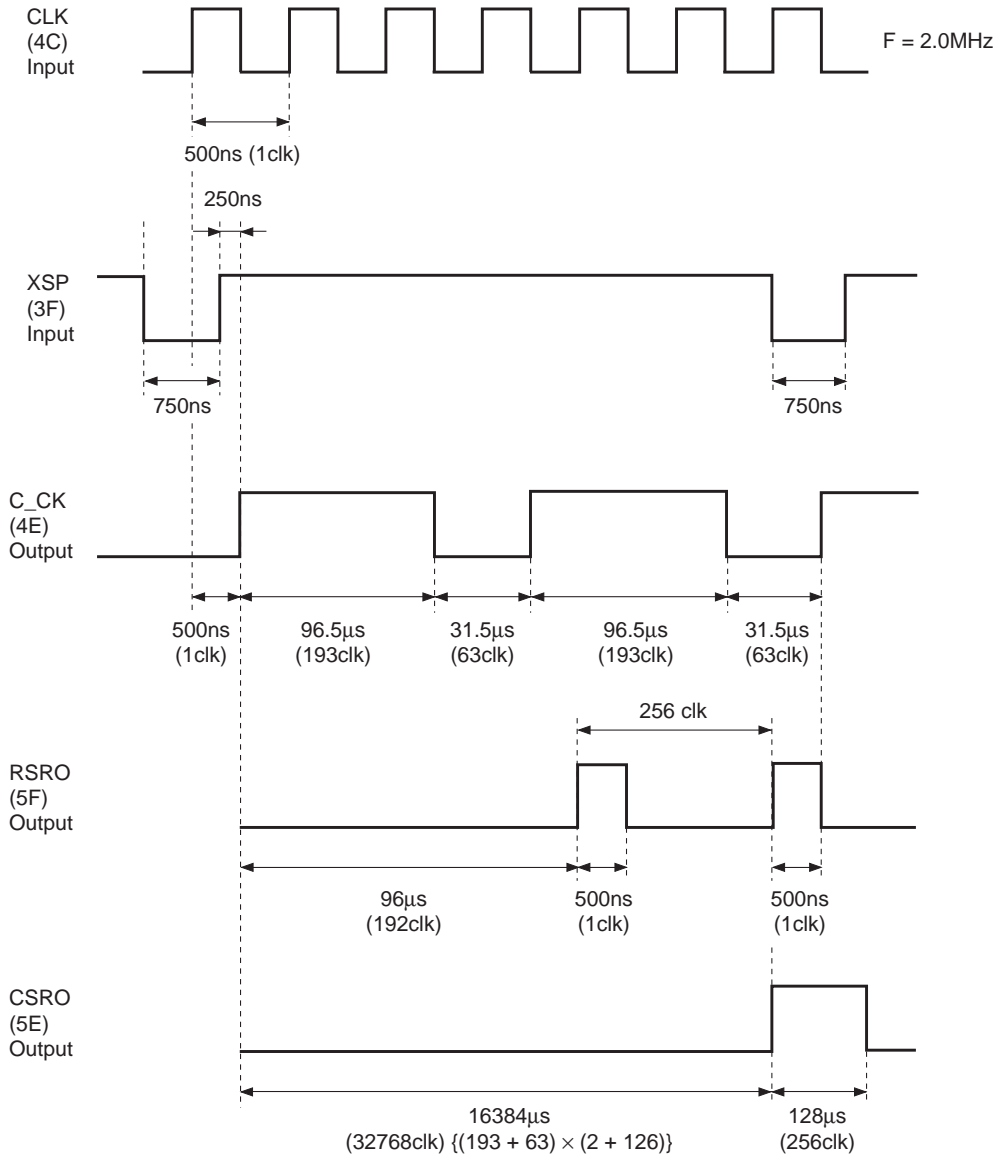 CLK
(4C)
Input
F = 2.0MHz
500ns (1clk)
250ns
XSP
(3F)
Input
750ns
750ns
C_CK
(4E)
Output
500ns
(1clk)
96.5μs
(193clk)
31.5μs
(63clk)
96.5μs
(193clk)
31.5μs
(63clk)
256 clk
RSRO
(5F)
Output
96μs
(192clk)
500ns
(1clk)
500ns
(1clk)
CSRO
(5E)
Output
16384μs
(32768clk) {(193 + 63) × (2 + 126)}
128μs
(256clk)